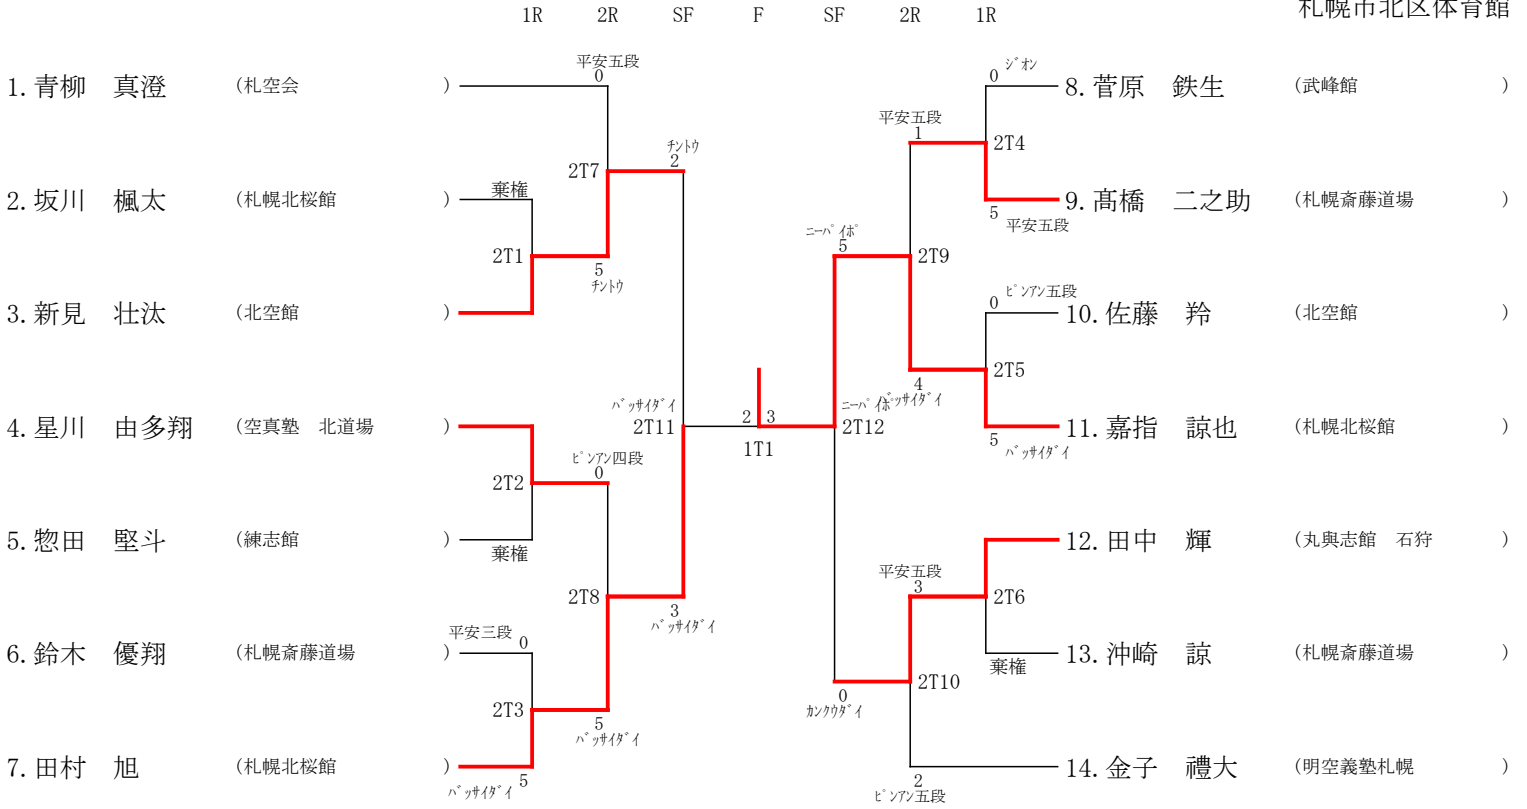 札幌市北区体育館
1R 2R SF F SF 2R 1R
平安五段
0
1. 青柳 真澄 (札空会 )
2T7
チントウ
2
2. 坂川 楓太 (札幌北桜館 )
棄権
2T1
5
チントウ
3. 新見 壮汰 (北空館 )
バッサイダイ
2T11
4. 星川 由多翔 (空真塾 北道場 )
2T2
ピンアン四段
0
5. 惣田 堅斗 (練志館 )
棄権
2T8
3
バッサイダイ
平安三段
0
6. 鈴木 優翔 (札幌斎藤道場 )
2T3
5
バッサイダイ
7. 田村 旭 (札幌北桜館 )
バッサイダイ
5
2 3
1T1
ジオン
0
8. 菅原 鉄生 (武峰館 )
平安五段
1
2T4
9. 髙橋 二之助 (札幌斎藤道場 )
5
平安五段
ニーパイポ
5
2T9
ピンアン五段
0
10. 佐藤 羚 (北空館 )
2T5
4
バッサイダイ
ニーパイポ
2T12
11. 嘉指 諒也 (札幌北桜館 )
5
バッサイダイ
12. 田中 輝 (丸輿志館 石狩 )
平安五段
3
2T6
13. 沖崎 諒 (札幌斎藤道場 )
棄権
2T10
0
カンクウダイ
14. 金子 禮大 (明空義塾札幌 )
2
ピンアン五段